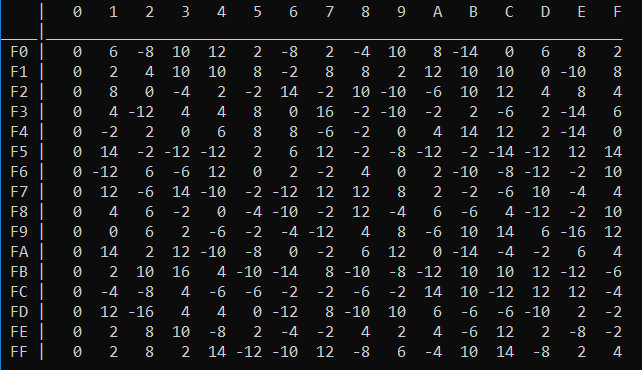 | 0 1 2 3 4 5 6 7 8 9 A B C D E F
____|____________________________________________________________
F0 | 0 6 -8 10 12 2 -8 2 -4 10 8 -14 0 6 8 2
F1 | 0 2 4 10 10 8 -2 8 8 2 12 10 10 0 -10 8
F2 | 0 8 0 -4 2 -2 14 -2 10 -10 -6 10 12 4 8 4
F3 | 0 4 -12 4 4 8 0 16 -2 -10 -2 2 -6 2 -14 6
F4 | 0 -2 2 0 6 8 8 -6 -2 0 4 14 12 2 -14 0
F5 | 0 14 -2 -12 -12 2 6 12 -2 -8 -12 -2 -14 -12 12 14
F6 | 0 -12 6 -6 12 0 2 -2 4 0 2 -10 -8 -12 -2 10
F7 | 0 12 -6 14 -10 -2 -12 12 12 8 2 -2 -6 10 -4 4
F8 | 0 4 6 -2 0 -4 -10 -2 12 -4 6 -6 4 -12 -2 10
F9 | 0 0 6 2 -6 -2 -4 -12 4 8 -6 10 14 6 -16 12
FA | 0 14 2 12 -10 -8 0 -2 6 12 0 -14 -4 -2 6 4
FB | 0 2 10 16 4 -10 -14 8 -10 -8 -12 10 10 12 -12 -6
FC | 0 -4 -8 4 -6 -6 -2 -2 -6 -2 14 10 -12 12 12 -4
FD | 0 12 -16 4 4 0 -12 8 -10 10 6 -6 -6 -10 2 -2
FE | 0 2 8 10 -8 2 -4 -2 4 2 4 -6 12 2 -8 -2
FF | 0 2 8 2 14 -12 -10 12 -8 6 -4 10 14 -8 2 4